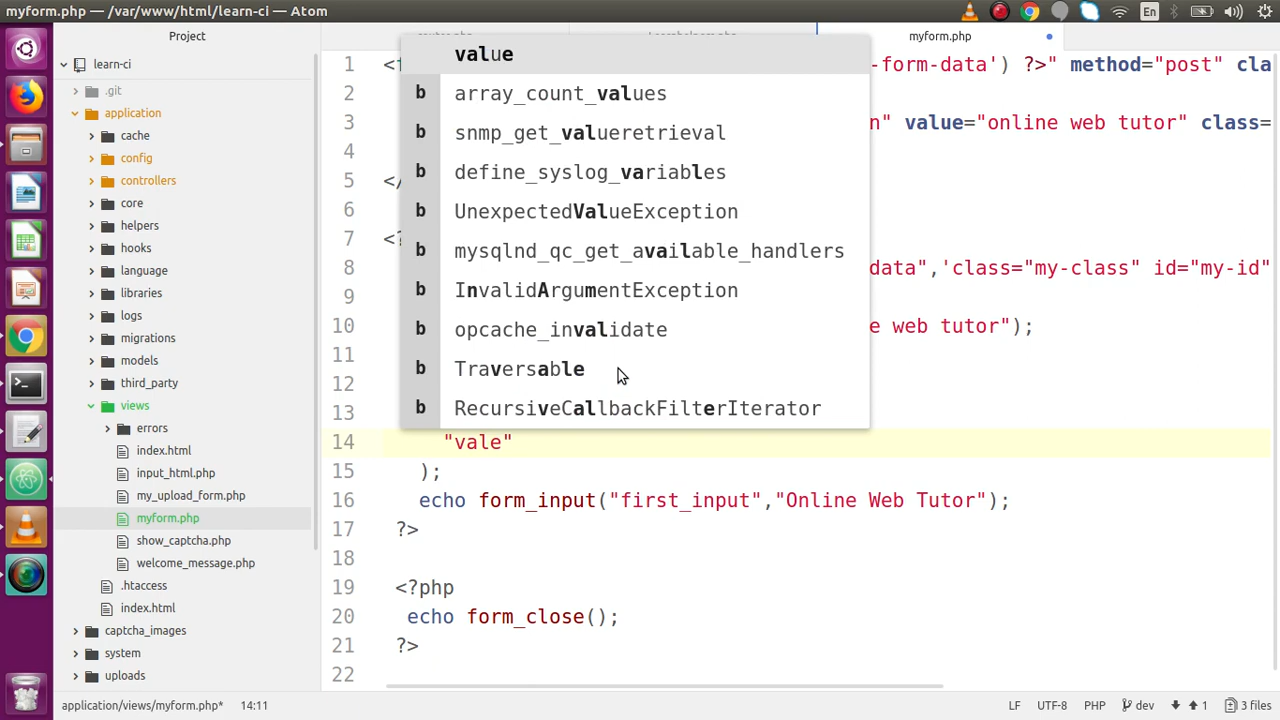 myform.php — /var/www/html/learn-ci — Atom
En
Project
myform.php
learn-ci
.git
application
cache
config
controllers
core
helpers
hooks
language
libraries
logs
migrations
models
third_party
views
errors
index.html
input_html.php
my_upload_form.php
myform.php
show_captcha.php
welcome_message.php
.htaccess
index.html
captcha_images
system
uploads
value
b array_count_values
b snmp_get_valueretrieval
b define_syslog_variables
b UnexpectedValueException
b mysqlnd_qc_get_available_handlers
b InvalidArgumentException
b opcache_invalidate
b Traversable
b RecursiveCallbackFilterIterator
1 <f -form-data') ?>" method="post" cla
2
3 n" value="online web tutor" class=
4
5 </
6
7 <?
8 data",'class="my-class" id="my-id"
9
10 e web tutor");
11
12
13
14 "vale"
15 );
16 echo form_input("first_input","Online Web Tutor");
17 ?>
18
19 <?php
20 echo form_close();
21 ?>
22
application/views/myform.php* 14:11
LF UTF-8 PHP dev 1 3 files